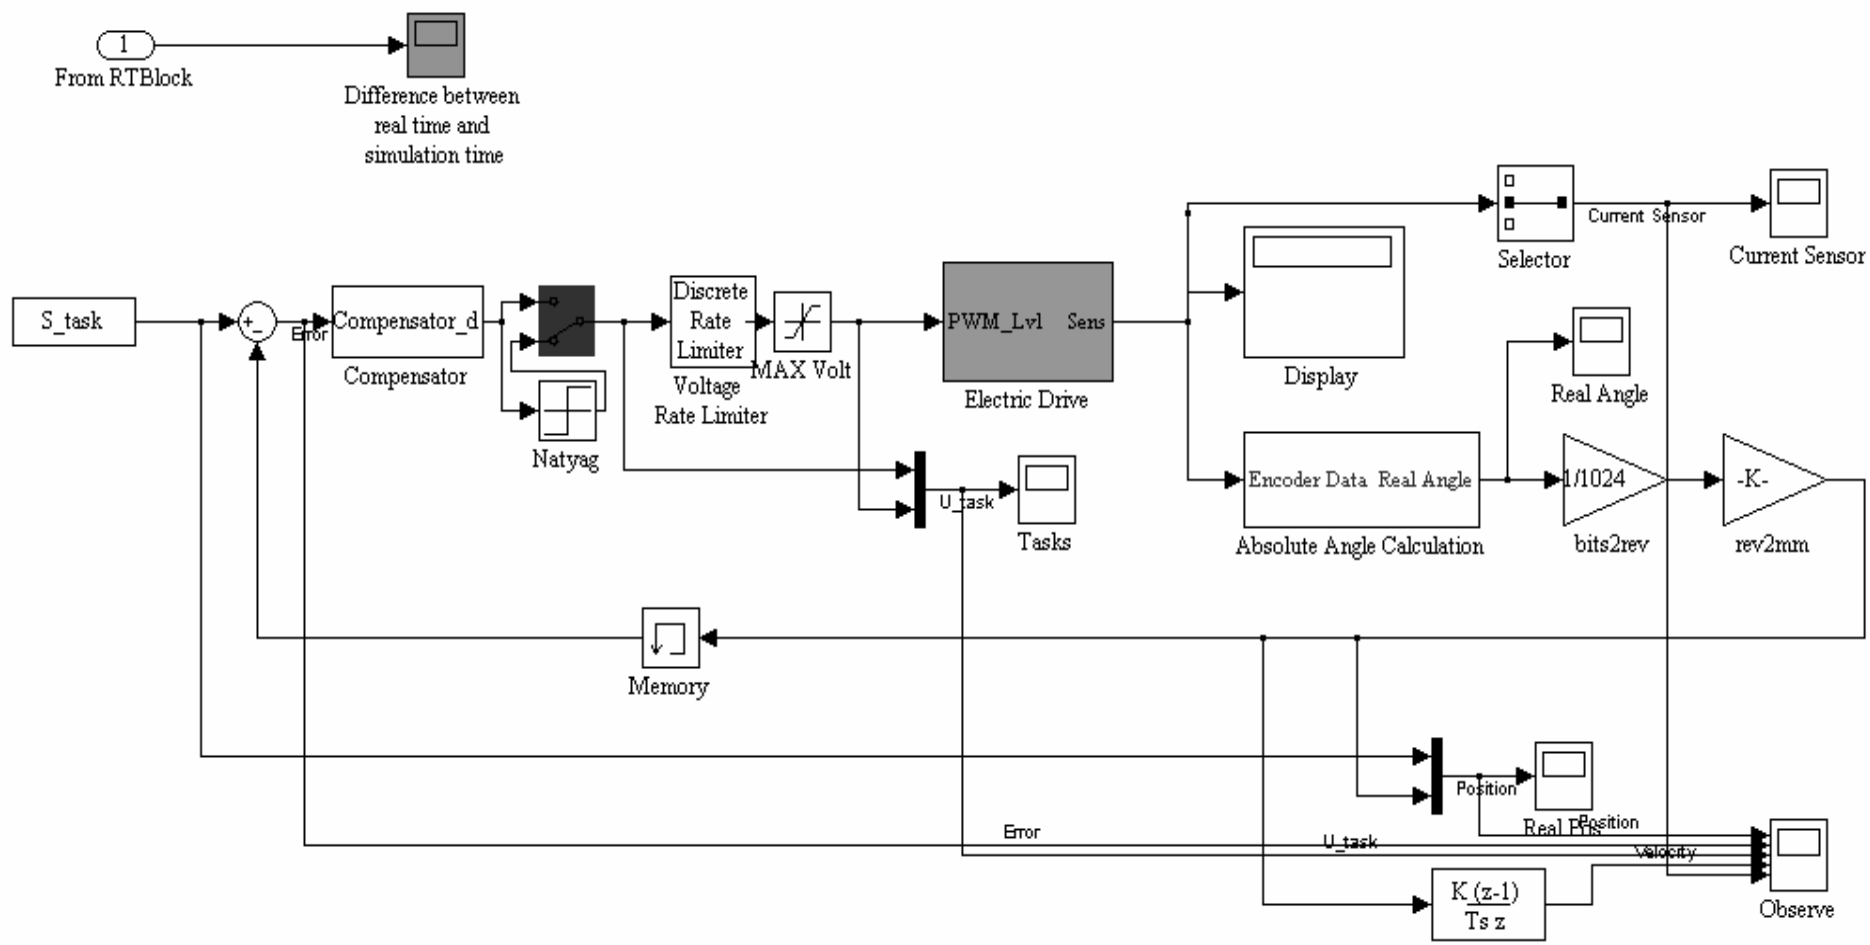 1
From RTBlock
Difference between
real time and
simulation time
S_task
+
-
Error
Compensator_d
Compensator
Natyag
Discrete
Rate
Limiter
Voltage
Rate Limiter
MAX Volt
PWM_Lvl Sens
Electric Drive
Display
Selector
Current Sensor
Current Sensor
Real Angle
Encoder Data Real Angle
Absolute Angle Calculation
1/1024
bits2rev
-K-
rev2mm
U_task
Tasks
Memory
Position
Real Pos
Position
Error
U_task
Velocity
K (z-1)
Ts z
Observe